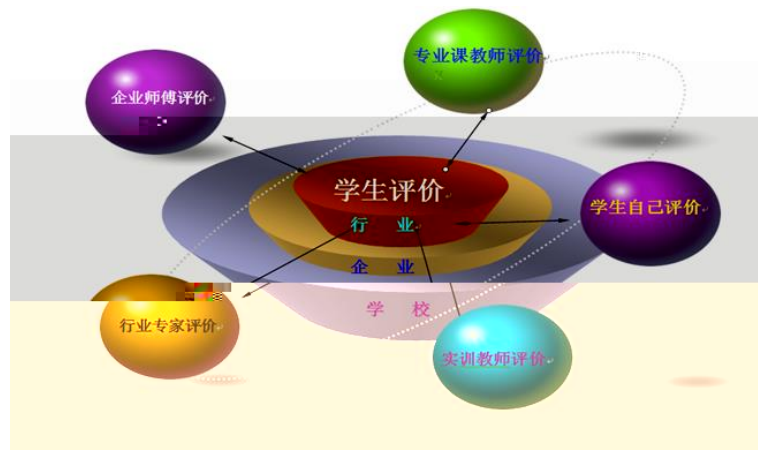 专业课教师评价
企业师傅评价
学生评价
学生自己评价
行 业
企 业
学 校
行业专家评价
实训教师评价